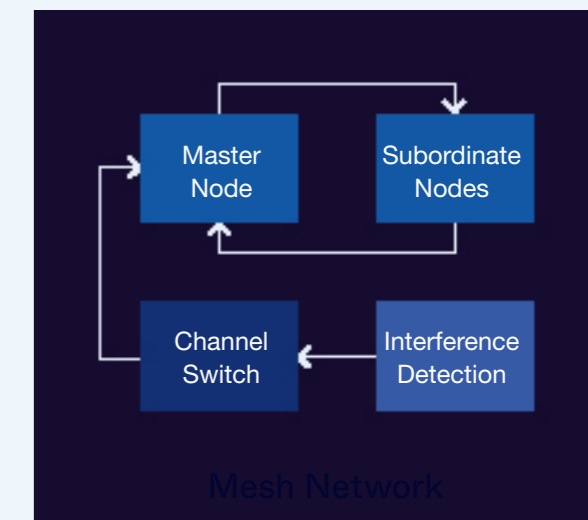 Master
Node
Subordinate
Nodes
Channel
Switch
Interference
Detection
Mesh Network